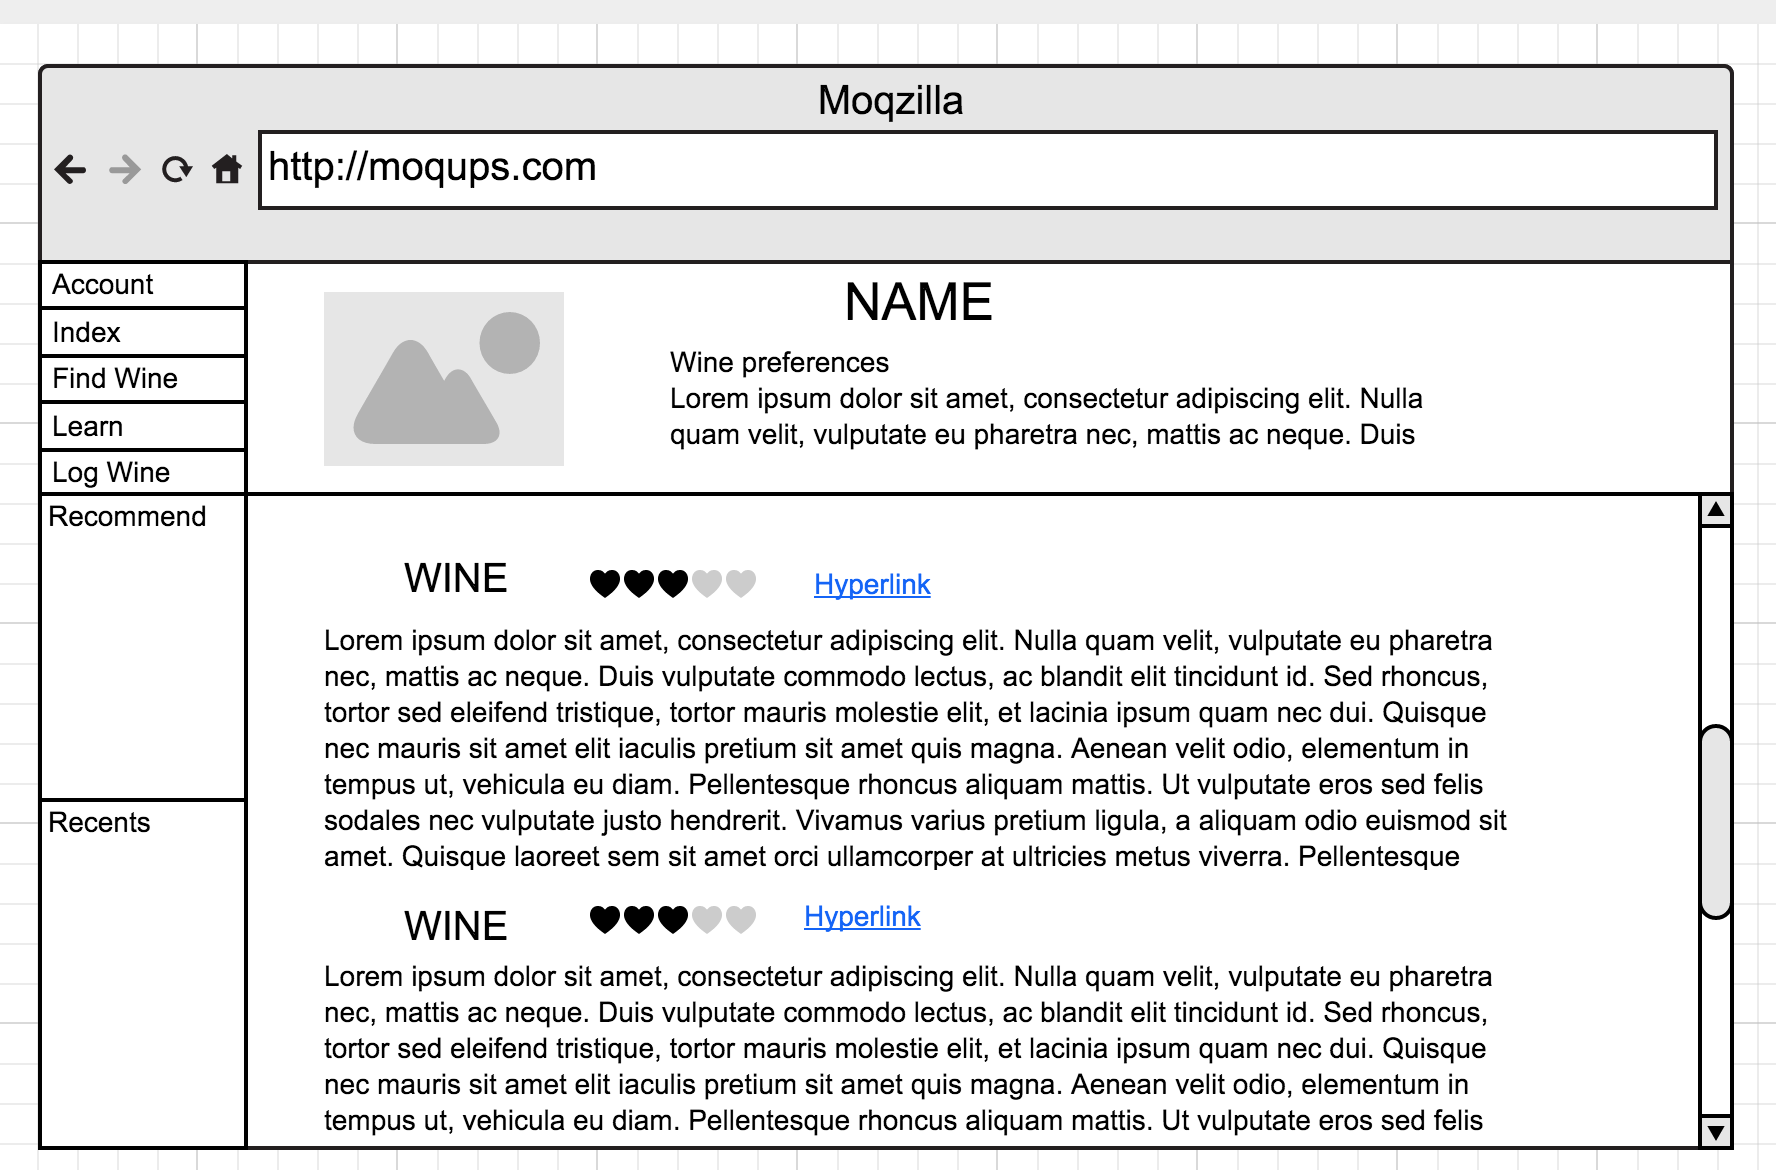 Moqzilla
http://moqups.com
Account
Index
Find Wine
Learn
Log Wine
Recommend
Recents
NAME
Wine preferences
Lorem ipsum dolor sit amet, consectetur adipiscing elit. Nulla
quam velit, vulputate eu pharetra nec, mattis ac neque. Duis
WINE
Hyperlink
Lorem ipsum dolor sit amet, consectetur adipiscing elit. Nulla quam velit, vulputate eu pharetra
nec, mattis ac neque. Duis vulputate commodo lectus, ac blandit elit tincidunt id. Sed rhoncus,
tortor sed eleifend tristique, tortor mauris molestie elit, et lacinia ipsum quam nec dui. Quisque
nec mauris sit amet elit iaculis pretium sit amet quis magna. Aenean velit odio, elementum in
tempus ut, vehicula eu diam. Pellentesque rhoncus aliquam mattis. Ut vulputate eros sed felis
sodales nec vulputate justo hendrerit. Vivamus varius pretium ligula, a aliquam odio euismod sit
amet. Quisque laoreet sem sit amet orci ullamcorper at ultricies metus viverra. Pellentesque
WINE
Hyperlink
Lorem ipsum dolor sit amet, consectetur adipiscing elit. Nulla quam velit, vulputate eu pharetra
nec, mattis ac neque. Duis vulputate commodo lectus, ac blandit elit tincidunt id. Sed rhoncus,
tortor sed eleifend tristique, tortor mauris molestie elit, et lacinia ipsum quam nec dui. Quisque
nec mauris sit amet elit iaculis pretium sit amet quis magna. Aenean velit odio, elementum in
tempus ut, vehicula eu diam. Pellentesque rhoncus aliquam mattis. Ut vulputate eros sed felis